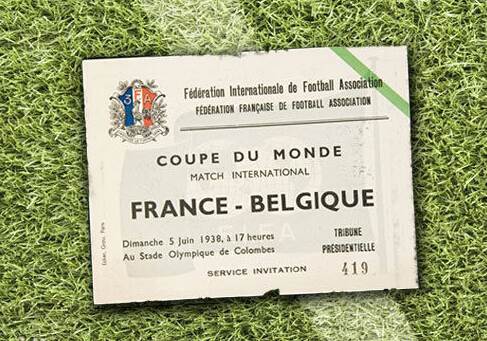 3FA
Fédération Internationale de Football Association
FÉDÉRATION FRANÇAISE DE FOOTBALL ASSOCIATION
COUPE DU MONDE
MATCH INTERNATIONAL
FRANCE - BELGIQUE
Dimanche 5 Juin 1938, à 17 heures
Au Stade Olympique de Colombes
TRIBUNE
PRÉSIDENTIELLE
SERVICE INVITATION
419